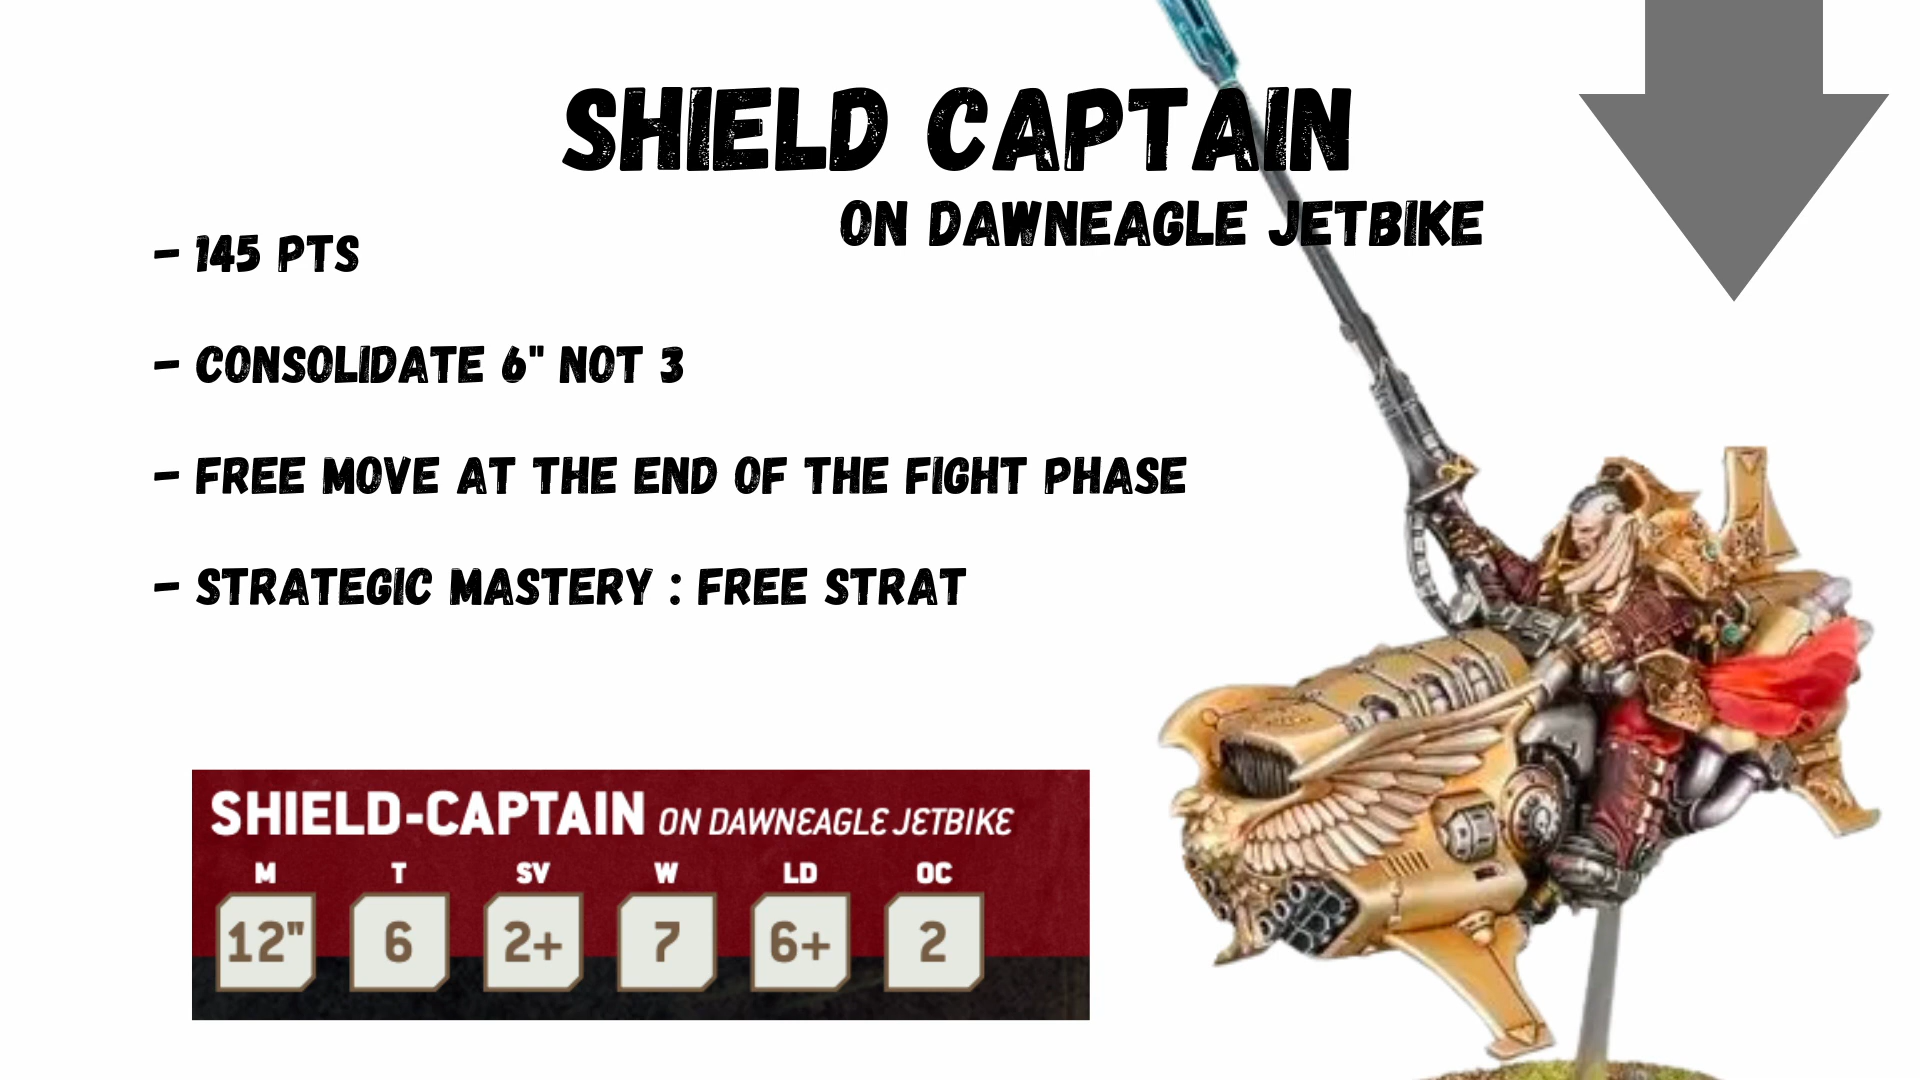 SHIELD CAPTAIN
ON DAWNEAGLE JETBIKE
- 145 PTS
- CONSOLIDATE 6" NOT 3
- FREE MOVE AT THE END OF THE FIGHT PHASE
- STRATEGIC MASTERY : FREE STRAT
SHIELD-CAPTAIN ON DAWNEAGLE JETBIKE
M T SV W LD OC
12" 6 2+ 7 6+ 2